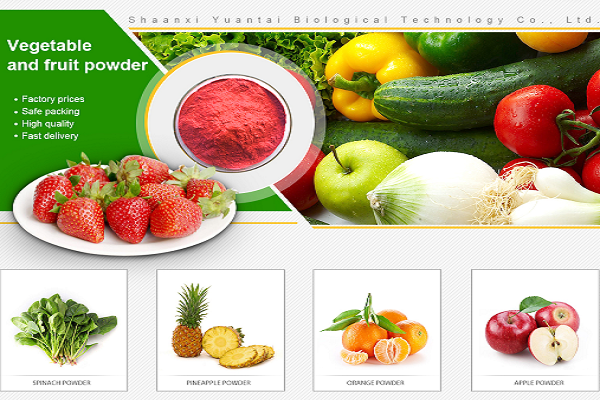 Shaanxi Yuantai Biological Technology Co., Ltd.
Vegetable
and fruit powder
Factory prices
Safe packing
High quality
Fast delivery
SPINACH POWDER
PINEAPPLE POWDER
ORANGE POWDER
APPLE POWDER